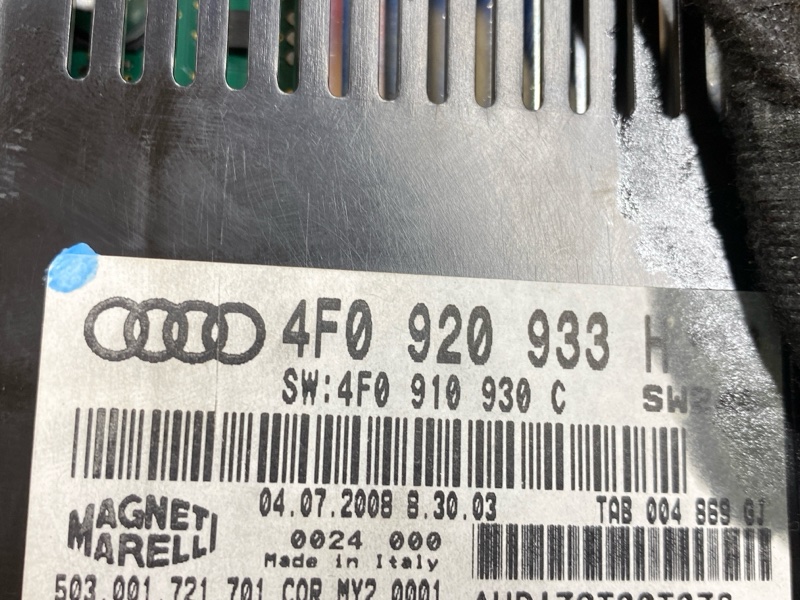 4F0 920 933 H
SW:4F0 910 930 C
04.07.2008 8.30.03 TAB 004 869 GJ
MAGNETI MARELLI
0024 000
Made in Italy
503.001.721.701 COR.MY2 0001